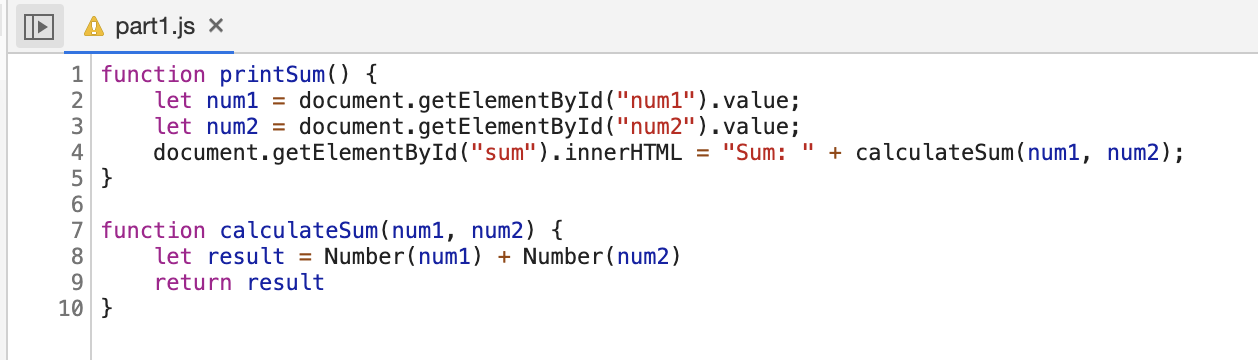 part1.js ×
1 function printSum() {
2     let num1 = document.getElementById("num1").value;
3     let num2 = document.getElementById("num2").value;
4     document.getElementById("sum").innerHTML = "Sum: " + calculateSum(num1, num2);
5 }
6
7 function calculateSum(num1, num2) {
8     let result = Number(num1) + Number(num2)
9     return result
10 }